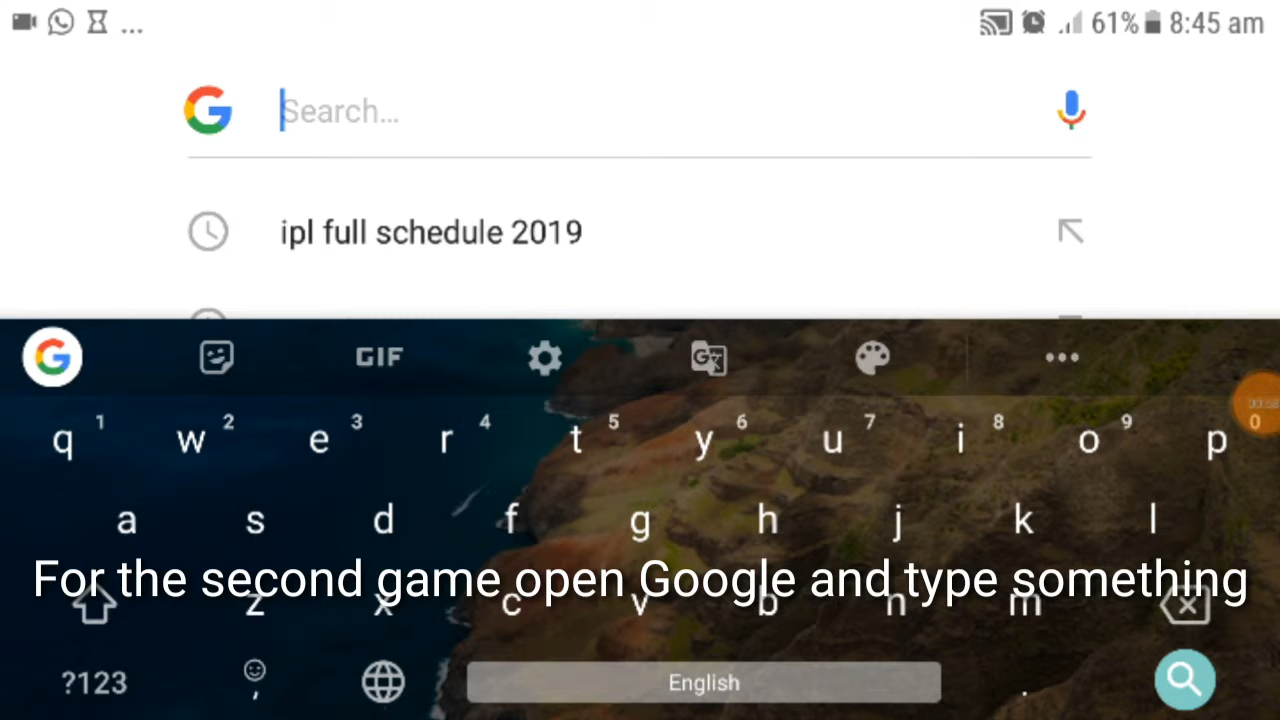 ... 61% 8:45 am
Search...
ipl full schedule 2019
GIF
q 1 w 2 e 3 r 4 t 5 y 6 u 7 i 8 o 9 p 0
a s d f g h j k l
For the second game open Google and type something
z x c v b n m
?123 , English .